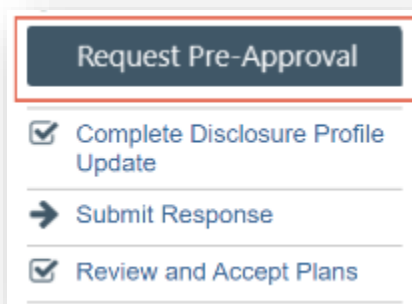 Request Pre-Approval
Complete Disclosure Profile
Update
Submit Response
Review and Accept Plans